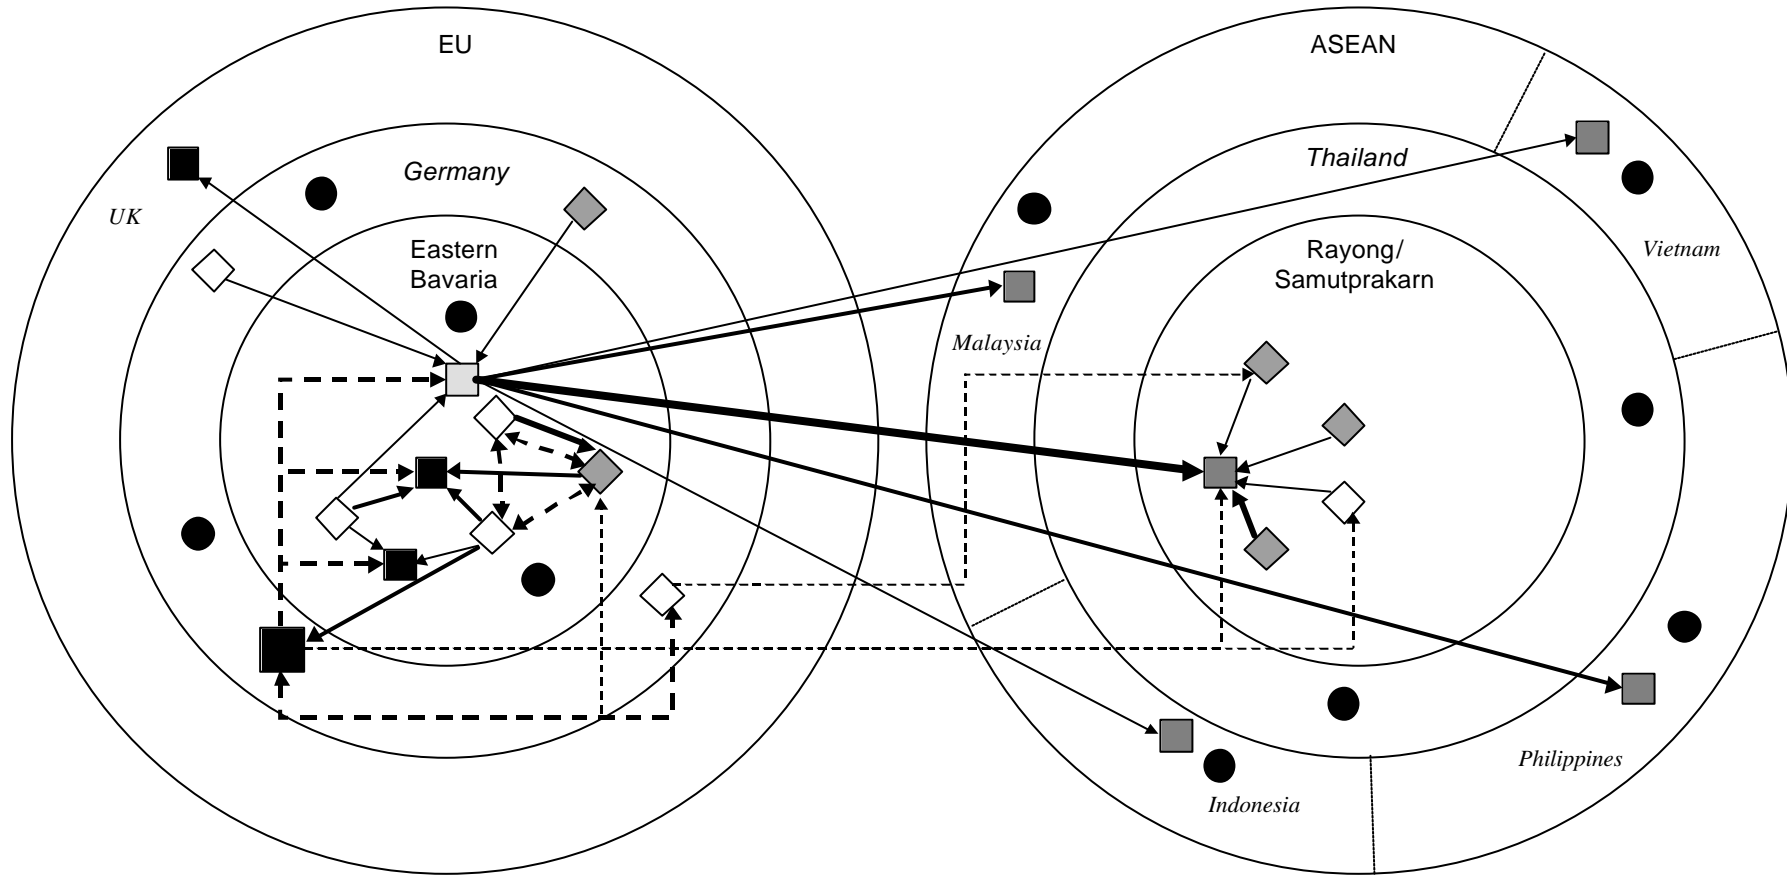 EU
ASEAN
Germany
Thailand
UK
Eastern
Bavaria
Rayong/
Samutprakarn
Vietnam
Malaysia
Philippines
Indonesia